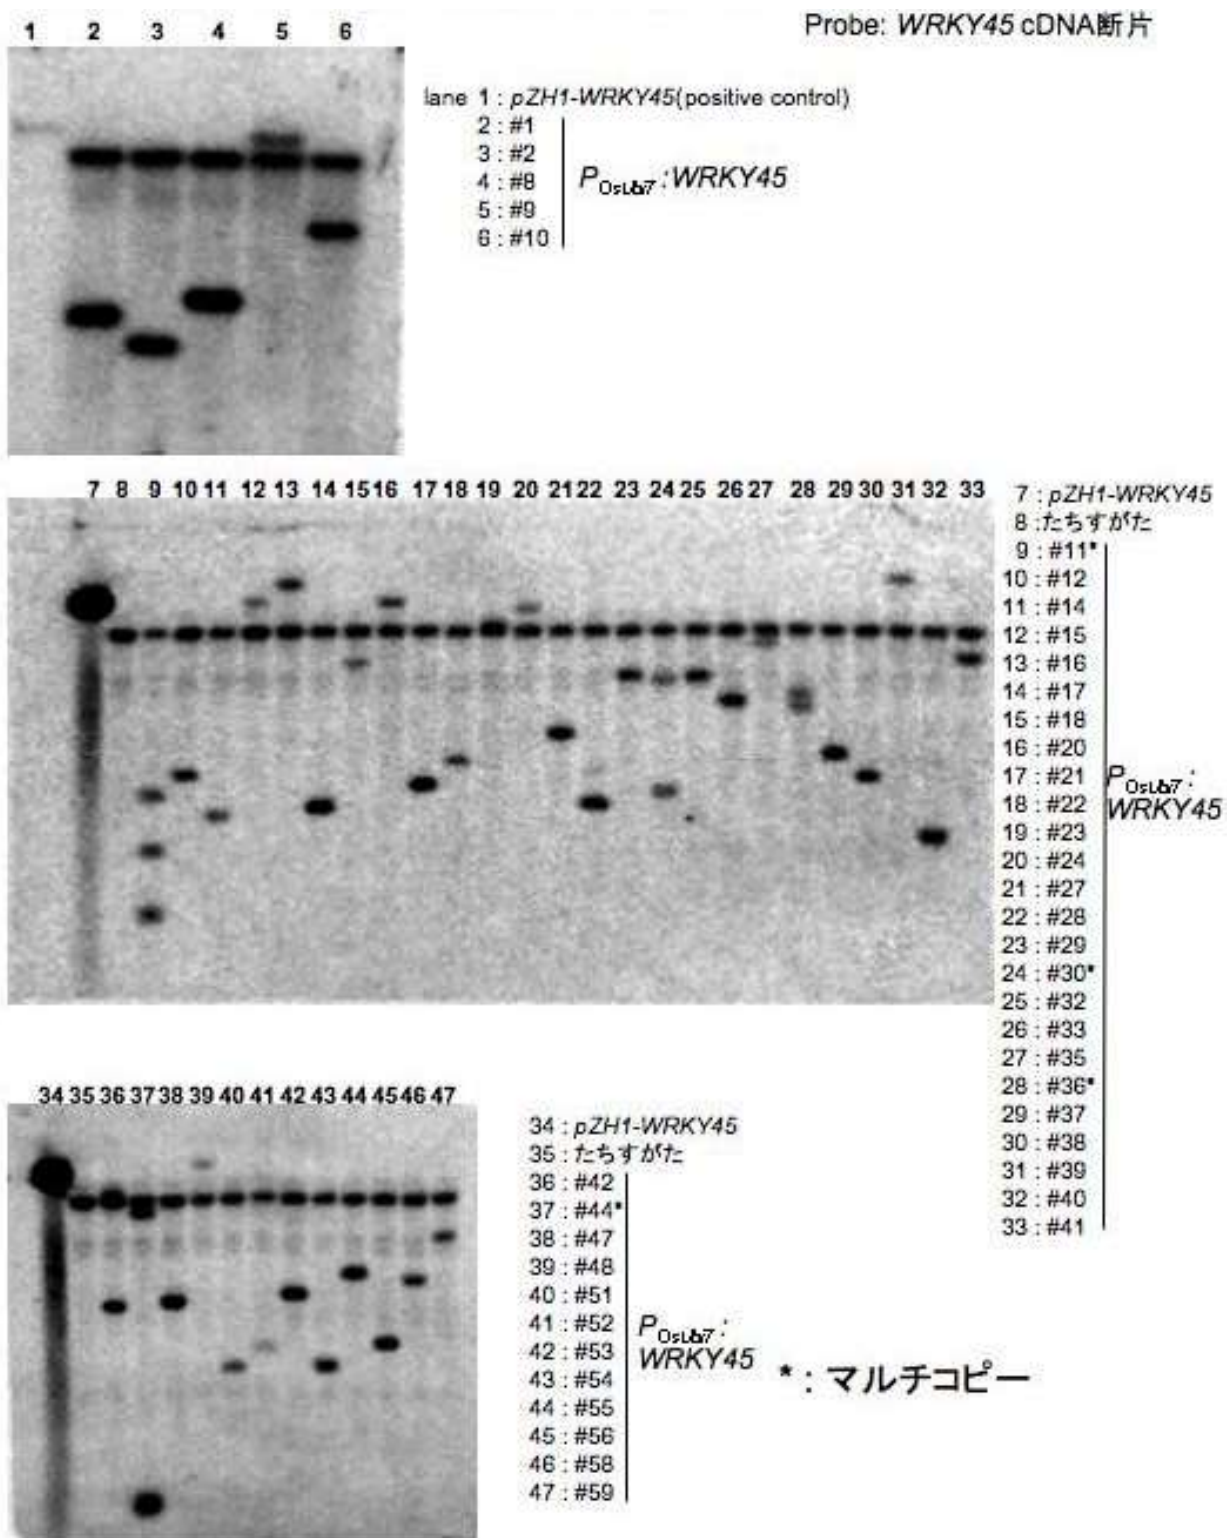 Probe: WRKY45 cDNA断片
1 2 3 4 5 6
lane 1 : pZH1-WRKY45(positive control)
2 : #1
3 : #2
4 : #8
5 : #9
6 : #10
P OsUbi7 : WRKY45
7 8 9 10 11 12 13 14 15 16 17 18 19 20 21 22 23 24 25 26 27 28 29 30 31 32 33
7 : pZH1-WRKY45
8 : たちすがた
9 : #11*
10 : #12
11 : #14
12 : #15
13 : #16
14 : #17
15 : #18
16 : #20
17 : #21
18 : #22
19 : #23
20 : #24
21 : #27
22 : #28
23 : #29
24 : #30*
25 : #32
26 : #33
27 : #35
28 : #36*
29 : #37
30 : #38
31 : #39
32 : #40
33 : #41
P OsUbi7 :
WRKY45
34 35 36 37 38 39 40 41 42 43 44 45 46 47
34 : pZH1-WRKY45
35 : たちすがた
36 : #42
37 : #44*
38 : #47
39 : #48
40 : #51
41 : #52
42 : #53
43 : #54
44 : #55
45 : #56
46 : #58
47 : #59
P OsUbi7 :
WRKY45
* : マルチコピー